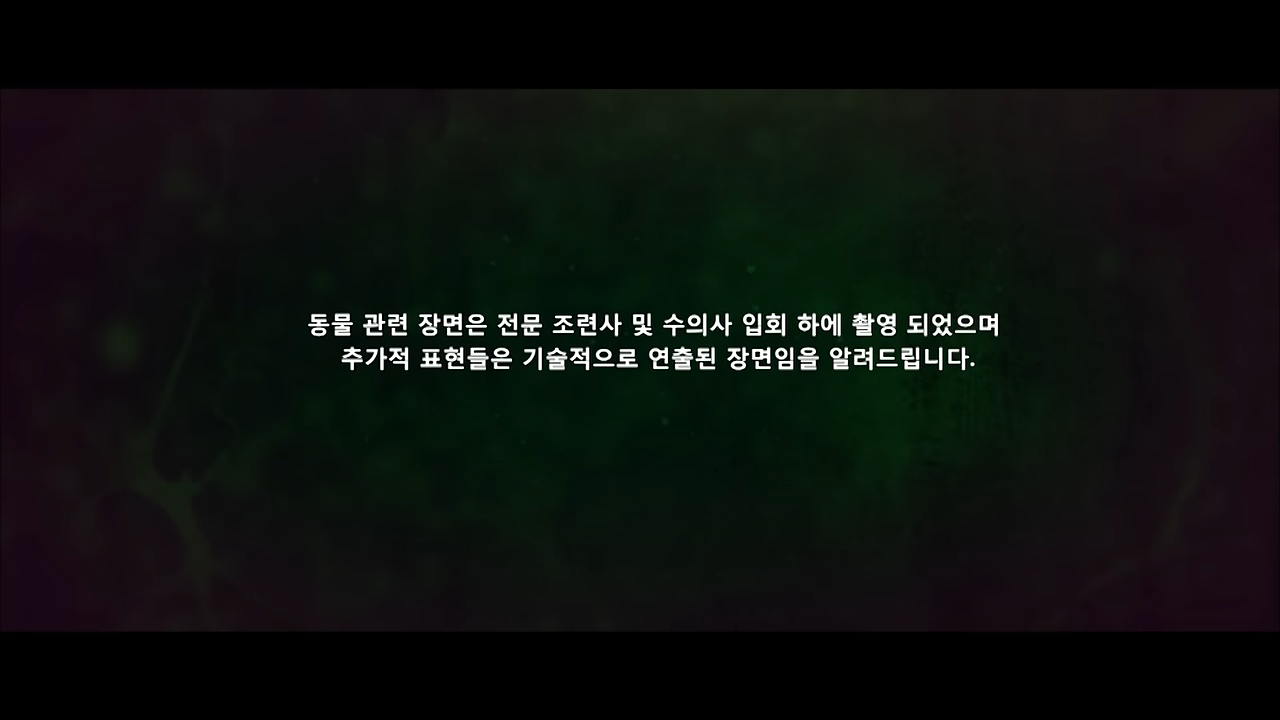 동물 관련 장면은 전문 조련사 및 수의사 입회 하에 촬영 되었으며
추가적 표현들은 기술적으로 연출된 장면임을 알려드립니다.